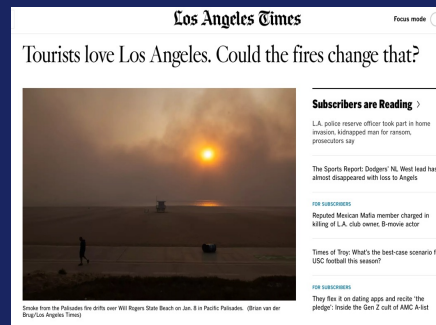 Los Angeles Times
Focus mode
Tourists love Los Angeles. Could the fires change that?
Subscribers are Reading >
L.A. police reserve officer took part in home
invasion, kidnapped man for ransom,
prosecutors say
The Sports Report: Dodgers' NL West lead has
almost disappeared with loss to Angels
FOR SUBSCRIBERS
Reputed Mexican Mafia member charged in
killing of L.A. club owner, B-movie actor
Times of Troy: What's the best-case scenario f
USC football this season?
FOR SUBSCRIBERS
They flex it on dating apps and recite 'the
pledge': Inside the Gen Z cult of AMC A-list
Smoke from the Palisades fire drifts over Will Rogers State Beach on Jan. 8 in Pacific Palisades. (Brian van der
Brug/Los Angeles Times)